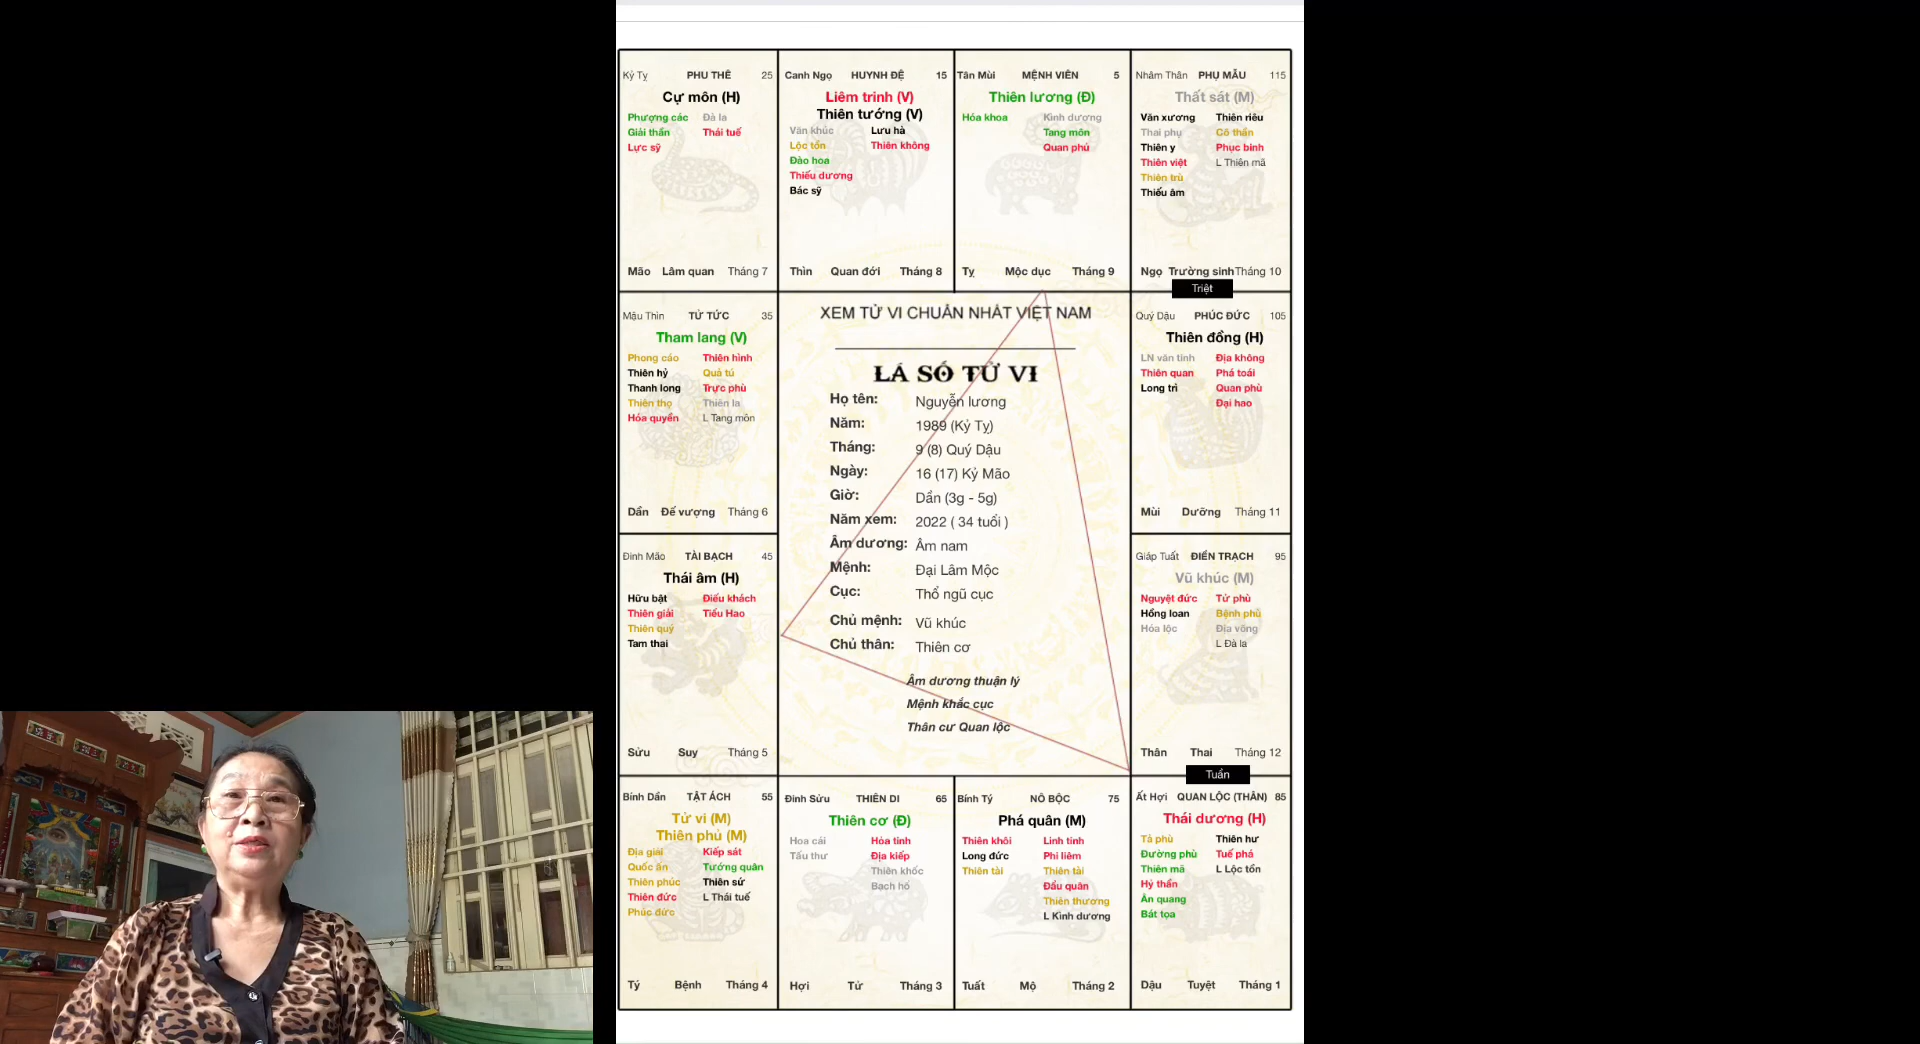 Kỷ Tỵ PHU THÊ 25
Cự môn (H)
Phượng các Đà la
Giải thần Thái tuế
Lực sỹ
Mão Lâm quan Tháng 7
Canh Ngọ HUYNH ĐỆ 15
Liêm trinh (V)
Thiên tướng (V)
Văn khúc Lưu hà
Lộc tồn Thiên không
Đào hoa
Thiếu dương
Bác sỹ
Thìn Quan đới Tháng 8
Tân Mùi MỆNH VIÊN 5
Thiên lương (Đ)
Hóa khoa Kình dương
Tang môn
Quan phủ
Tỵ Mộc dục Tháng 9
Nhâm Thân PHỤ MẪU 115
Thất sát (M)
Văn xương Thiên riêu
Thai phụ Cô thần
Thiên y Phục binh
Thiên việt L Thiên mã
Thiên trù
Thiếu âm
Ngọ Trường sinh Tháng 10
Triệt
Mậu Thìn TỬ TỨC 35
Tham lang (V)
Phong cáo Thiên hình
Thiên hỷ Quả tú
Thanh long Trực phù
Thiên thọ Thiên la
Hóa quyền L Tang môn
Dần Đế vượng Tháng 6
XEM TỬ VI CHUẨN NHẤT VIỆT NAM
LÁ SỐ TỬ VI
Họ tên: Nguyễn lương
Năm: 1989 (Kỷ Tỵ)
Tháng: 9 (8) Quý Dậu
Ngày: 16 (17) Kỷ Mão
Giờ: Dần (3g - 5g)
Năm xem: 2022 ( 34 tuổi )
Âm dương: Âm nam
Mệnh: Đại Lâm Mộc
Cục: Thổ ngũ cục
Chủ mệnh: Vũ khúc
Chủ thân: Thiên cơ
Âm dương thuận lý
Mệnh khắc cục
Thân cư Quan lộc
Quý Dậu PHÚC ĐỨC 105
Thiên đồng (H)
LN văn tinh Địa không
Thiên quan Phá toái
Long trì Quan phù
Đại hao
Mùi Dưỡng Tháng 11
Đinh Mão TÀI BẠCH 45
Thái âm (H)
Hữu bật Điếu khách
Thiên giải Tiểu Hao
Thiên quý
Tam thai
Sửu Suy Tháng 5
Giáp Tuất ĐIỀN TRẠCH 95
Vũ khúc (M)
Nguyệt đức Tử phù
Hồng loan Bệnh phù
Hóa lộc Địa võng
L Đà la
Thân Thai Tháng 12
Tuần
Bính Dần TẬT ÁCH 55
Tử vi (M)
Thiên phủ (M)
Địa giải Kiếp sát
Quốc ấn Tướng quân
Thiên phúc Thiên sứ
Thiên đức L Thái tuế
Phúc đức
Tý Bệnh Tháng 4
Đinh Sửu THIÊN DI 65
Thiên cơ (Đ)
Hoa cái Hỏa tinh
Tấu thư Địa kiếp
Thiên khốc
Bạch hổ
Hợi Tử Tháng 3
Bính Tý NÔ BỘC 75
Phá quân (M)
Thiên khôi Linh tinh
Long đức Phi liêm
Thiên tài Thiên tài
Đẩu quân
Thiên thương
L Kình dương
Tuất Mộ Tháng 2
Ất Hợi QUAN LỘC (THÂN) 85
Thái dương (H)
Tả phù Thiên hư
Đường phù Tuế phá
Thiên mã L Lộc tồn
Hỷ thần
Ân quang
Bát tọa
Dậu Tuyệt Tháng 1